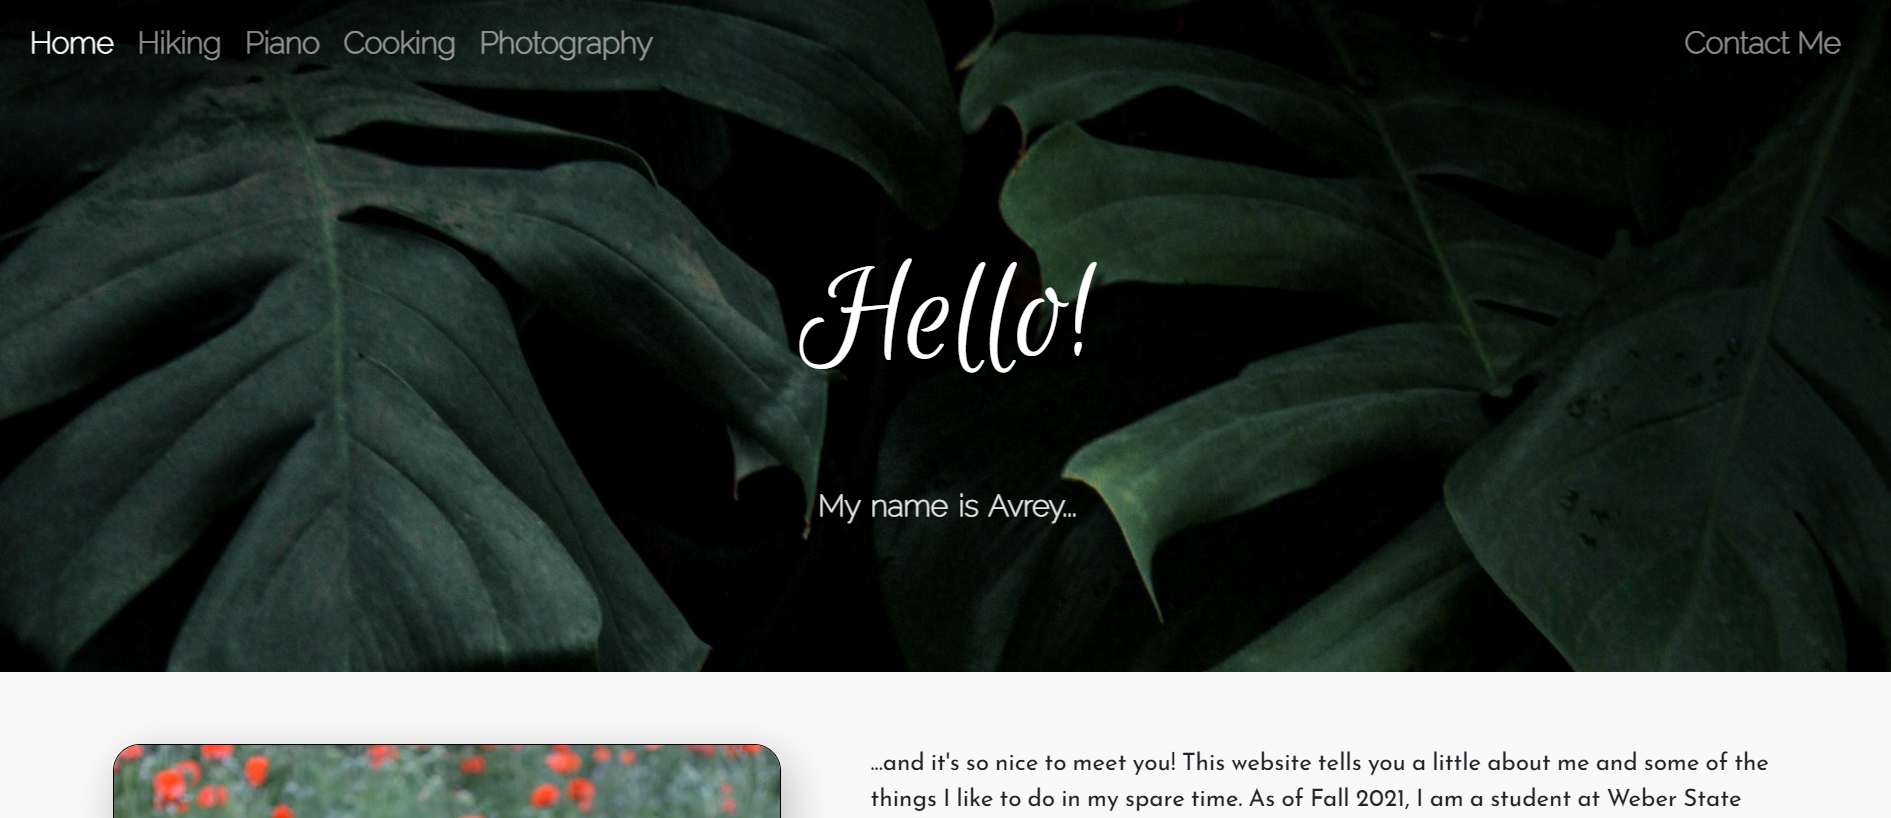 Home Hiking Piano Cooking Photography Contact Me
Hello!
My name is Avrey...
...and it's so nice to meet you! This website tells you a little about me and some of the
things I like to do in my spare time. As of Fall 2021, I am a student at Weber State